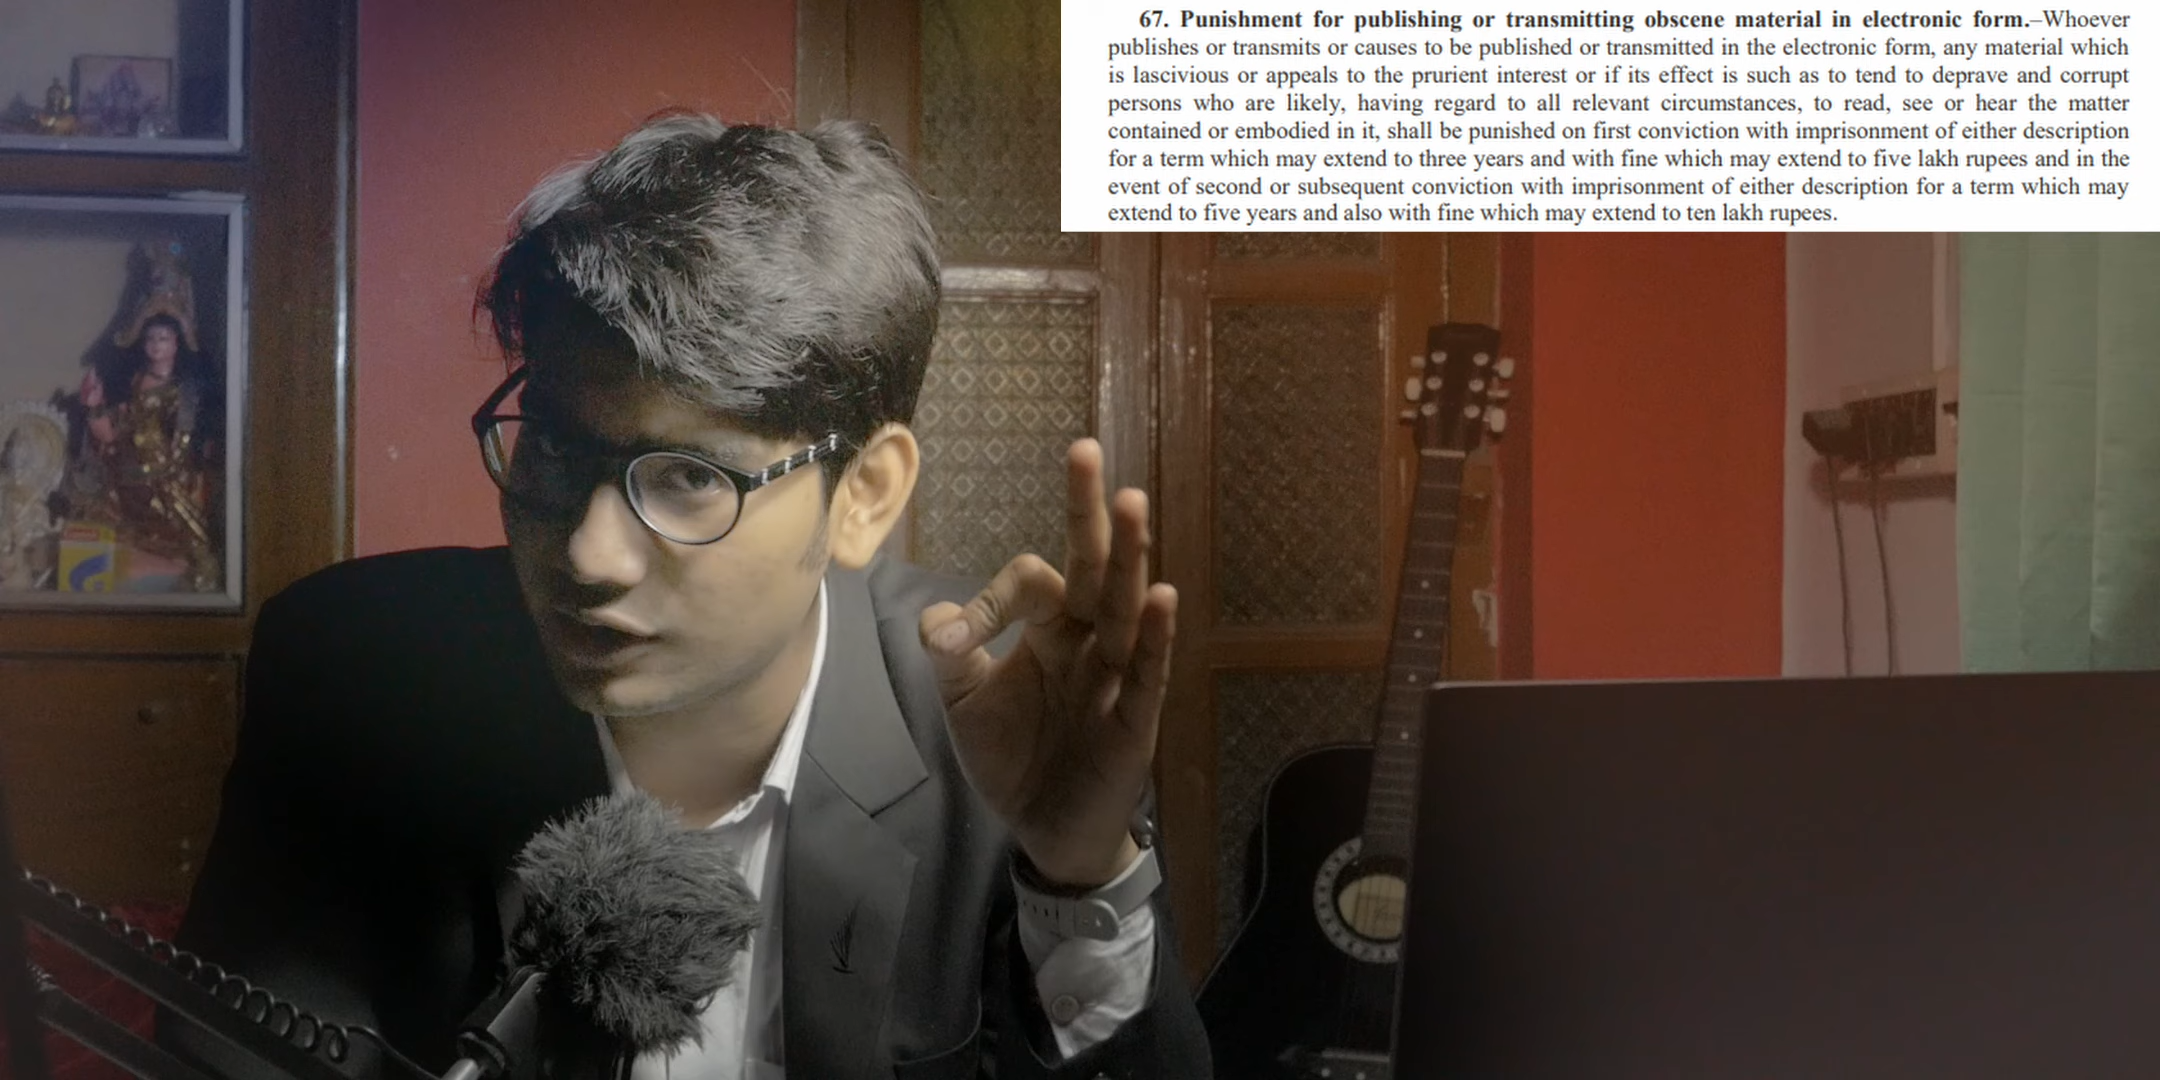 67. Punishment for publishing or transmitting obscene material in electronic form.–Whoever
publishes or transmits or causes to be published or transmitted in the electronic form, any material which
is lascivious or appeals to the prurient interest or if its effect is such as to tend to deprave and corrupt
persons who are likely, having regard to all relevant circumstances, to read, see or hear the matter
contained or embodied in it, shall be punished on first conviction with imprisonment of either description
for a term which may extend to three years and with fine which may extend to five lakh rupees and in the
event of second or subsequent conviction with imprisonment of either description for a term which may
extend to five years and also with fine which may extend to ten lakh rupees.